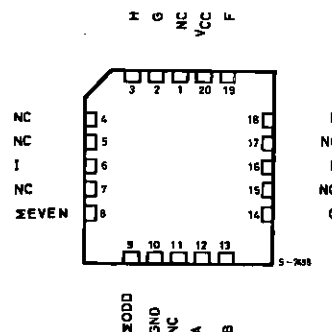 H G NC VCC F
3 2 1 20 19
NC 4 18
NC 5 17
I 6 16
NC 7 15
ΣEVEN 8 14
9 10 11 12 13
ΣODD GND NC A B